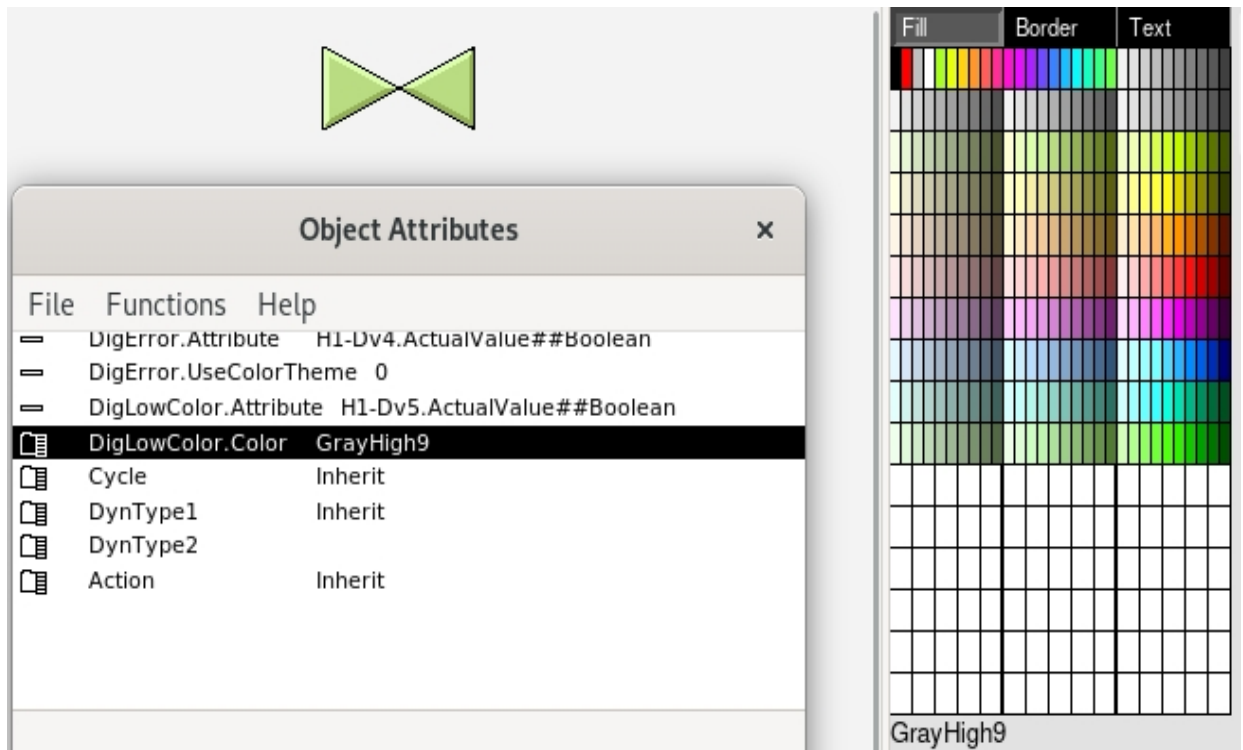 Fill Border Text
Object Attributes ×
File Functions Help
DigError.Attribute H1-Dv4.ActualValue##Boolean
DigError.UseColorTheme 0
DigLowColor.Attribute H1-Dv5.ActualValue##Boolean
DigLowColor.Color GrayHigh9
Cycle Inherit
DynType1 Inherit
DynType2
Action Inherit
GrayHigh9